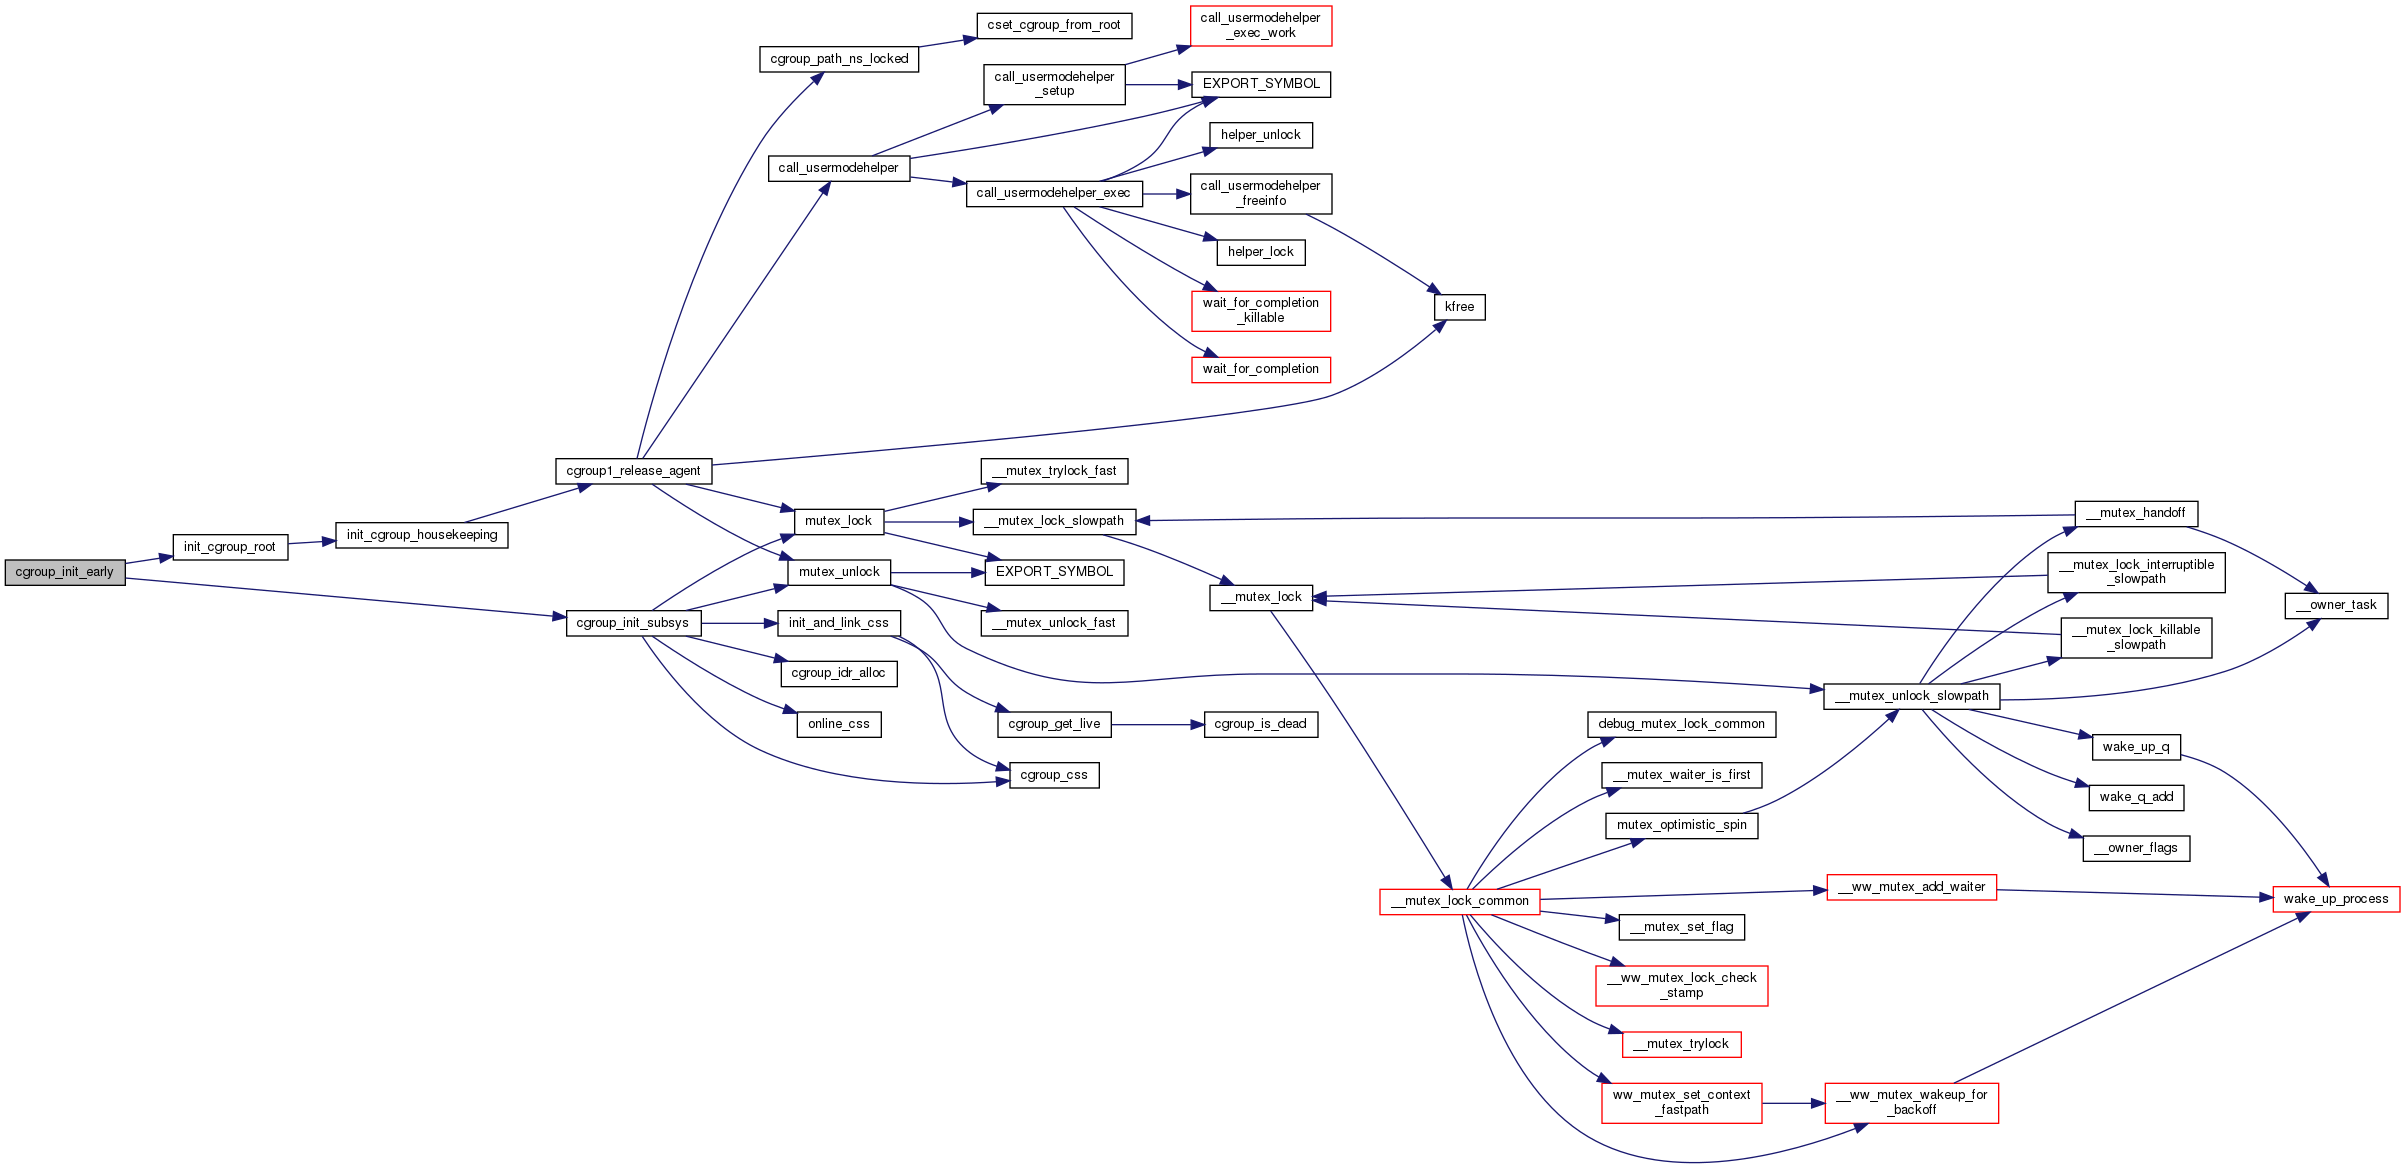 cset_cgroup_from_root
call_usermodehelper
_exec_work
cgroup_path_ns_locked
call_usermodehelper
_setup
EXPORT_SYMBOL
helper_unlock
call_usermodehelper
call_usermodehelper_exec
call_usermodehelper
_freeinfo
helper_lock
wait_for_completion
_killable
kfree
wait_for_completion
cgroup1_release_agent
__mutex_trylock_fast
mutex_lock
__mutex_lock_slowpath
__mutex_handoff
init_cgroup_housekeeping
init_cgroup_root
cgroup_init_early
mutex_unlock
EXPORT_SYMBOL
__mutex_lock_interruptible
_slowpath
__mutex_lock
__owner_task
cgroup_init_subsys
init_and_link_css
__mutex_unlock_fast
__mutex_lock_killable
_slowpath
cgroup_idr_alloc
__mutex_unlock_slowpath
online_css
cgroup_get_live
cgroup_is_dead
debug_mutex_lock_common
wake_up_q
cgroup_css
__mutex_waiter_is_first
wake_q_add
mutex_optimistic_spin
__owner_flags
__mutex_lock_common
__ww_mutex_add_waiter
wake_up_process
__mutex_set_flag
__ww_mutex_lock_check
_stamp
__mutex_trylock
ww_mutex_set_context
_fastpath
__ww_mutex_wakeup_for
_backoff